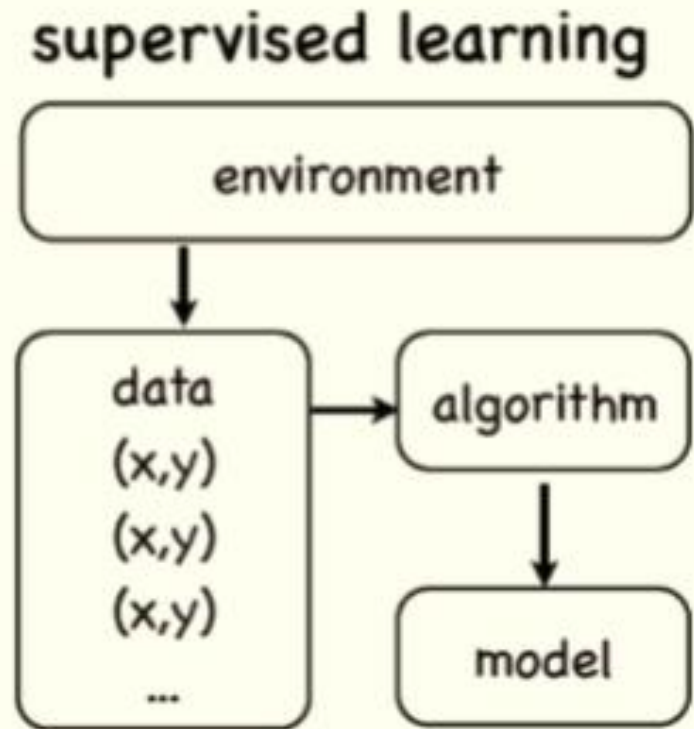 supervised learning
environment
data
(x,y)
(x,y)
(x,y)
...
algorithm
model